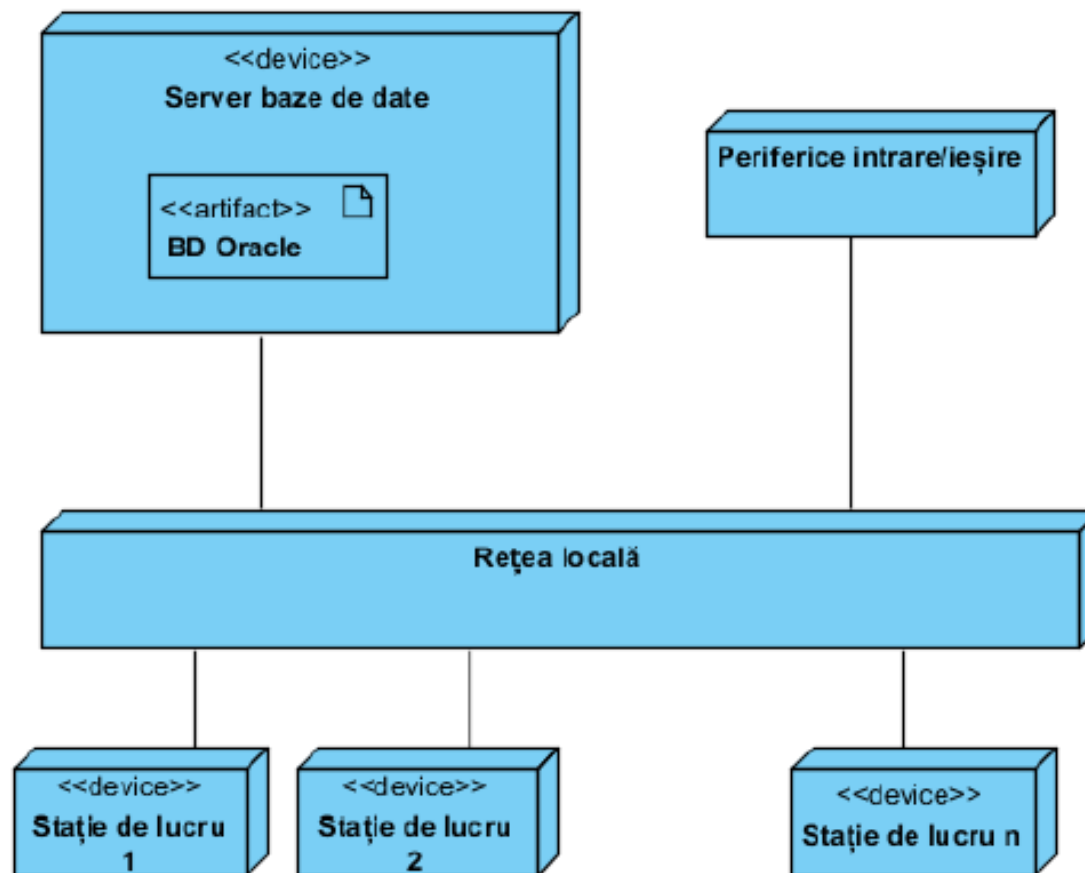 <<device>>
Server baze de date
<<artifact>>
BD Oracle
Periferice intrare/ieșire
Rețea locală
<<device>>
Stație de lucru
1
<<device>>
Stație de lucru
2
<<device>>
Stație de lucru n